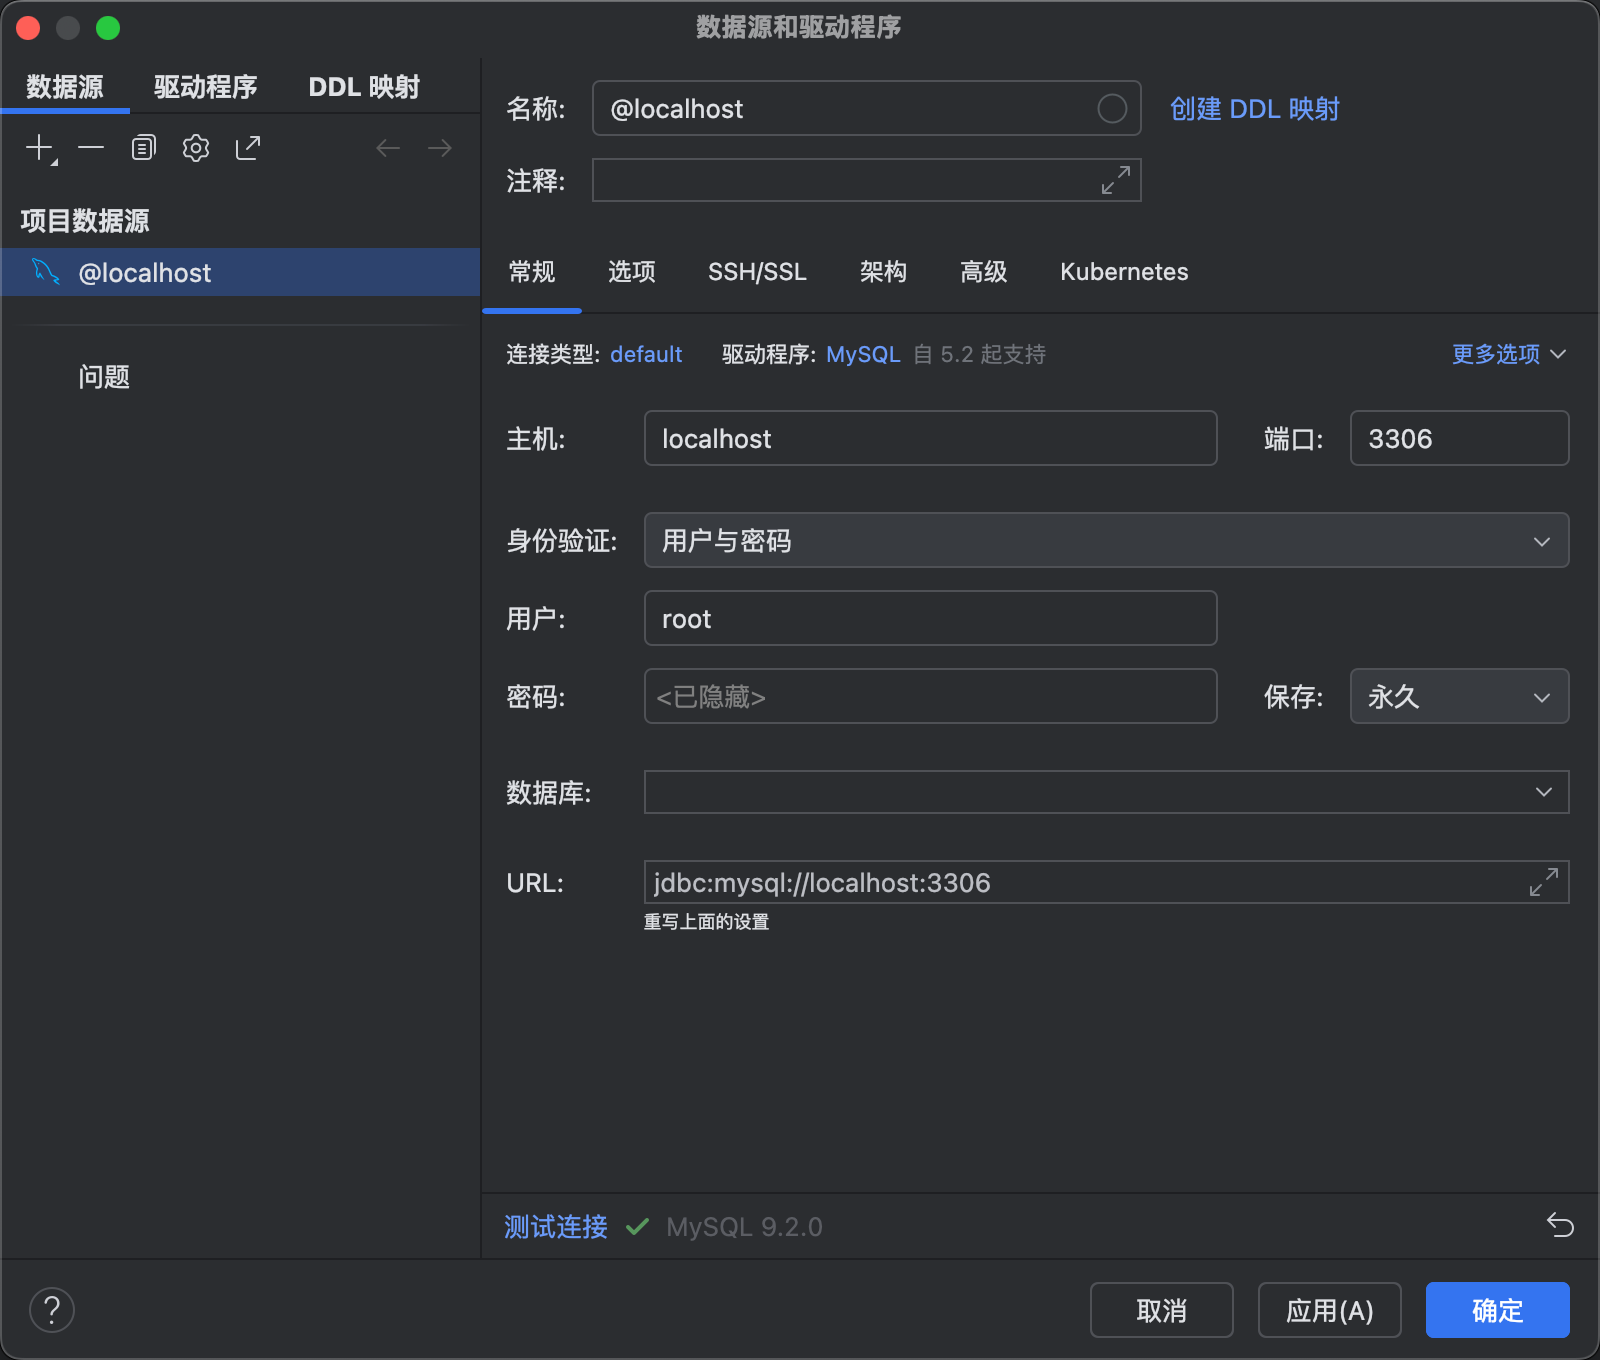 数据源和驱动程序
数据源 驱动程序 DDL 映射
项目数据源
@localhost
问题
名称: @localhost 创建 DDL 映射
注释:
常规 选项 SSH/SSL 架构 高级 Kubernetes
连接类型: default 驱动程序: MySQL 自 5.2 起支持 更多选项
主机: localhost 端口: 3306
身份验证: 用户与密码
用户: root
密码: <已隐藏> 保存: 永久
数据库:
URL: jdbc:mysql://localhost:3306
重写上面的设置
测试连接 MySQL 9.2.0
? 取消 应用(A) 确定